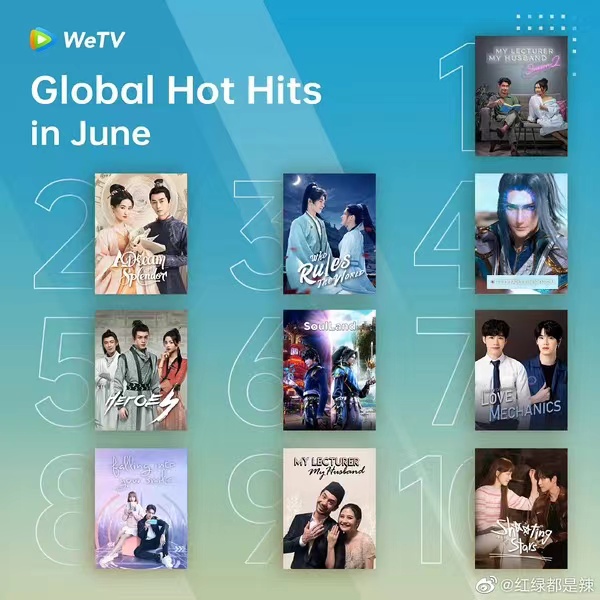 WeTV
Global Hot Hits
in June
1
MY LECTURER
MY HUSBAND
Season 2
2
A Dream
of
Splendor
3
WHO
RULES
THE WORLD
4
5
HEROES
6
SoulLand
7
LOVE
MECHANICS
8
falling into
your smile
9
MY LECTURER
My Husband
10
Shooting
Stars
@红绿都是辣